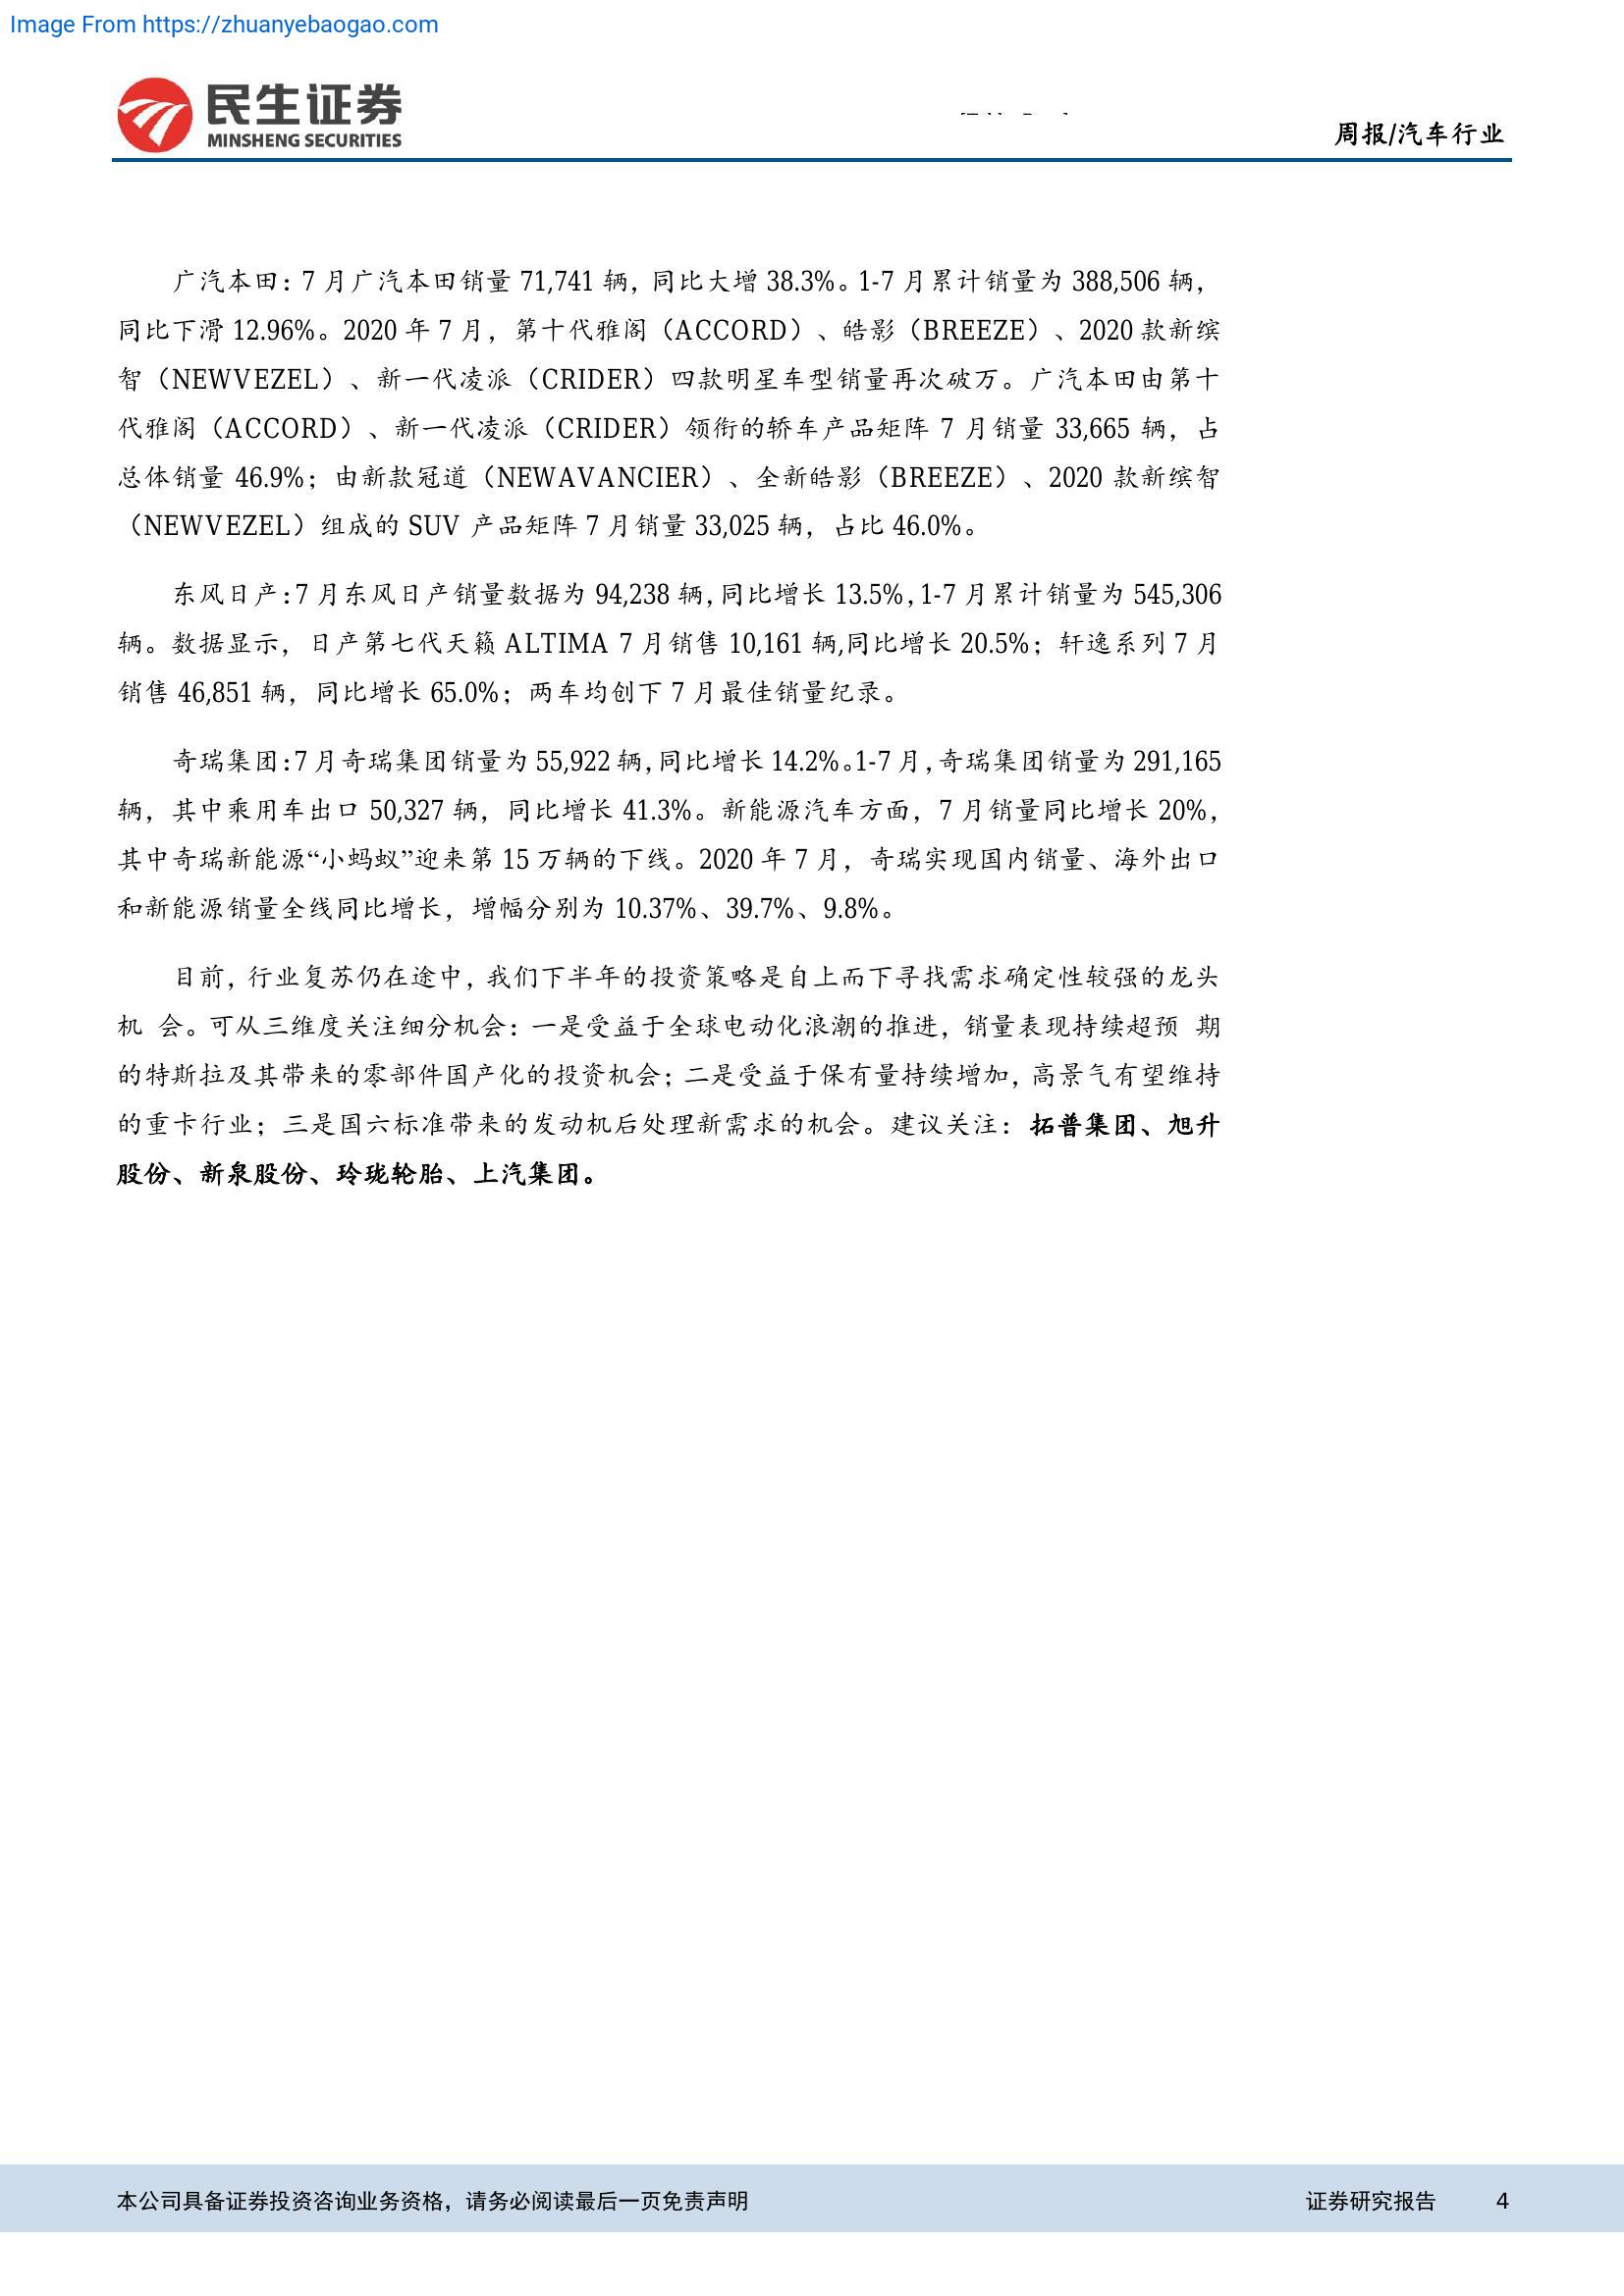 Image From https://zhuanyebaogao.com
民生证券
MINSHENG SECURITIES
周报/汽车行业
广汽本田：7 月广汽本田销量 71,741 辆，同比大增 38.3%。1-7 月累计销量为 388,506 辆，
同比下滑 12.96%。2020 年 7 月，第十代雅阁（ACCORD）、皓影（BREEZE）、2020 款新缤
智（NEWVEZEL）、新一代凌派（CRIDER）四款明星车型销量再次破万。广汽本田由第十
代雅阁（ACCORD）、新一代凌派（CRIDER）领衔的轿车产品矩阵 7 月销量 33,665 辆，占
总体销量 46.9%；由新款冠道（NEWAVANCIER）、全新皓影（BREEZE）、2020 款新缤智
（NEWVEZEL）组成的 SUV 产品矩阵 7 月销量 33,025 辆，占比 46.0%。
东风日产：7 月东风日产销量数据为 94,238 辆，同比增长 13.5%，1-7 月累计销量为 545,306
辆。数据显示，日产第七代天籁 ALTIMA 7 月销售 10,161 辆,同比增长 20.5%；轩逸系列 7 月
销售 46,851 辆，同比增长 65.0%；两车均创下 7 月最佳销量纪录。
奇瑞集团：7 月奇瑞集团销量为 55,922 辆，同比增长 14.2%。1-7 月，奇瑞集团销量为 291,165
辆，其中乘用车出口 50,327 辆，同比增长 41.3%。新能源汽车方面，7 月销量同比增长 20%，
其中奇瑞新能源“小蚂蚁”迎来第 15 万辆的下线。2020 年 7 月，奇瑞实现国内销量、海外出口
和新能源销量全线同比增长，增幅分别为 10.37%、39.7%、9.8%。
目前，行业复苏仍在途中，我们下半年的投资策略是自上而下寻找需求确定性较强的龙头
机 会。可从三维度关注细分机会：一是受益于全球电动化浪潮的推进，销量表现持续超预 期
的特斯拉及其带来的零部件国产化的投资机会；二是受益于保有量持续增加，高景气有望维持
的重卡行业；三是国六标准带来的发动机后处理新需求的机会。建议关注：拓普集团、旭升
股份、新泉股份、玲珑轮胎、上汽集团。
本公司具备证券投资咨询业务资格，请务必阅读最后一页免责声明
证券研究报告 4